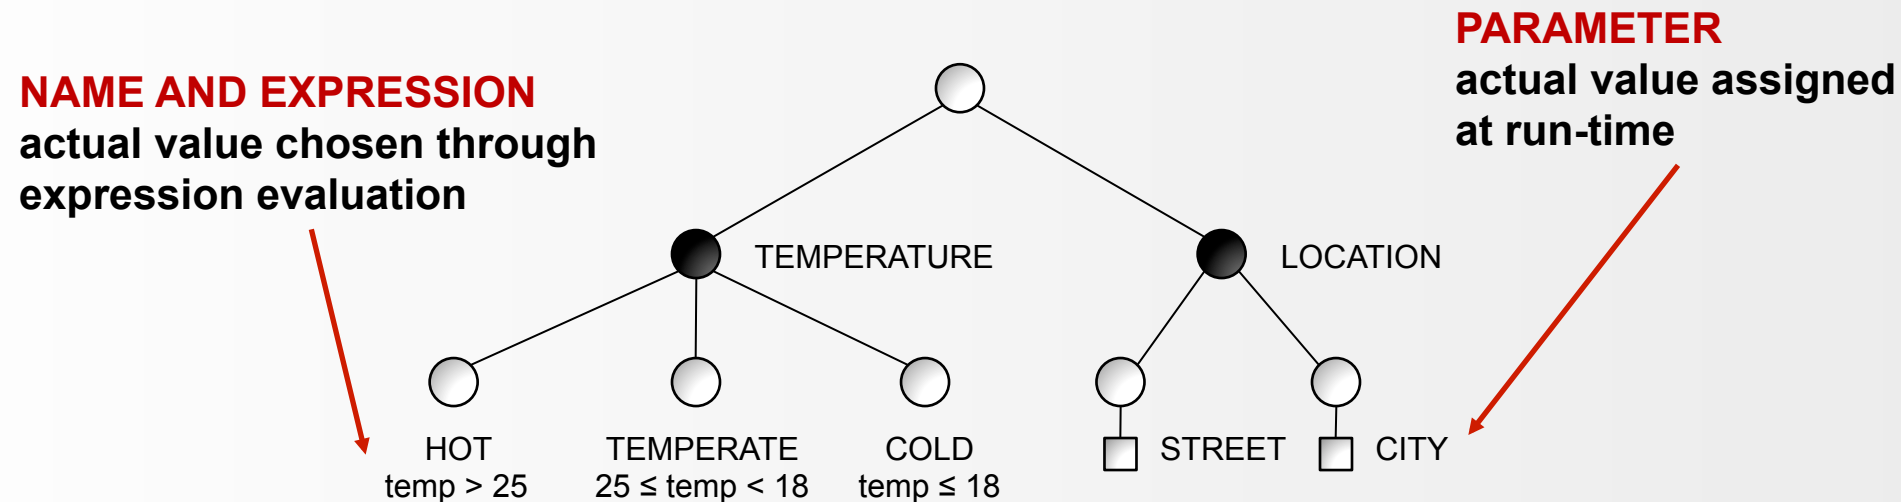 NAME AND EXPRESSION
actual value chosen through
expression evaluation
PARAMETER
actual value assigned
at run-time
TEMPERATURE
LOCATION
HOT
temp > 25
TEMPERATE
25 ≤ temp < 18
COLD
temp ≤ 18
STREET
CITY